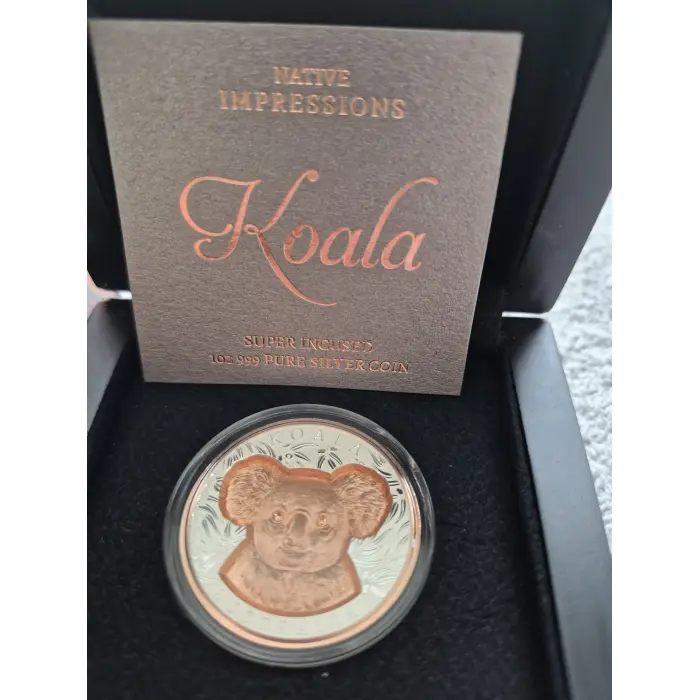 NATIVE
IMPRESSIONS
Koala
SUPER INCUSED
1OZ 999 PURE SILVER COIN
KOALA